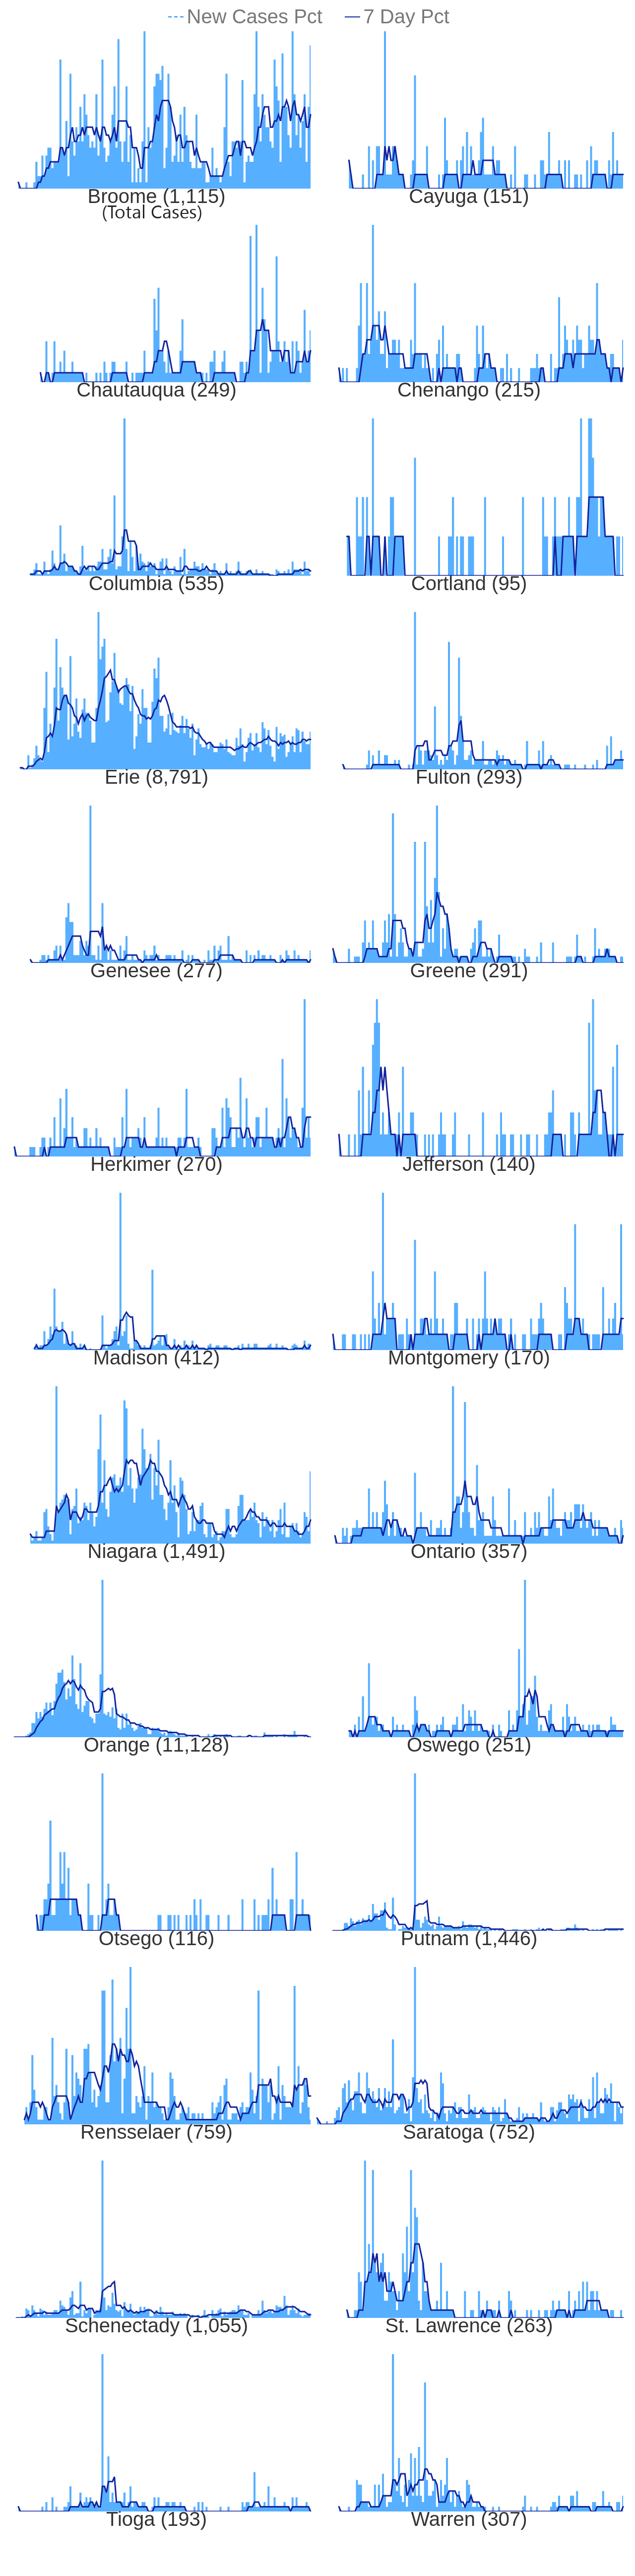 New Cases Pct 7 Day Pct
Broome (1,115) Cayuga (151)
(Total Cases)
Chautauqua (249) Chenango (215)
Columbia (535) Cortland (95)
Erie (8,791) Fulton (293)
Genesee (277) Greene (291)
Herkimer (270) Jefferson (140)
Madison (412) Montgomery (170)
Niagara (1,491) Ontario (357)
Orange (11,128) Oswego (251)
Otsego (116) Putnam (1,446)
Rensselaer (759) Saratoga (752)
Schenectady (1,055) St. Lawrence (263)
Tioga (193) Warren (307)